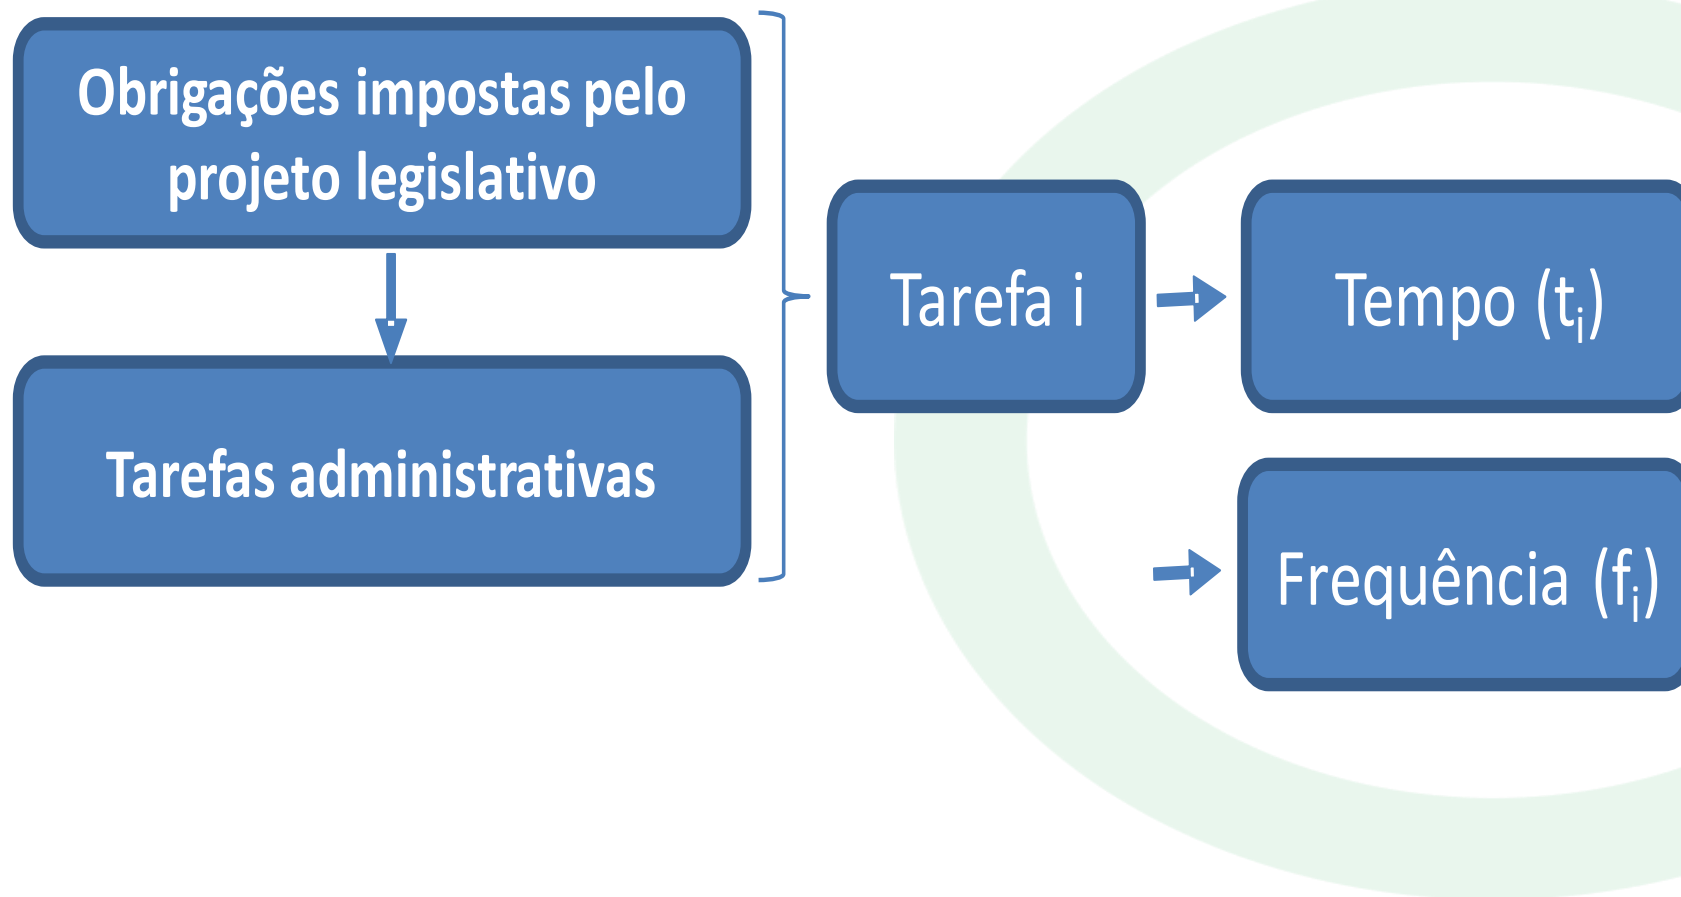 Obrigações impostas pelo
projeto legislativo
Tarefas administrativas
Tarefa i
Tempo (tᵢ)
Frequência (fᵢ)